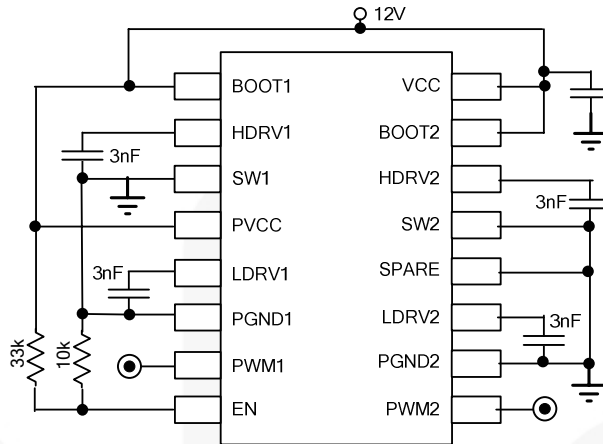 12V
BOOT1 VCC
HDRV1 BOOT2
3nF
SW1 HDRV2
3nF
PVCC SW2
3nF
LDRV1 SPARE
PGND1 LDRV2
3nF
33k 10k
PWM1 PGND2
EN PWM2